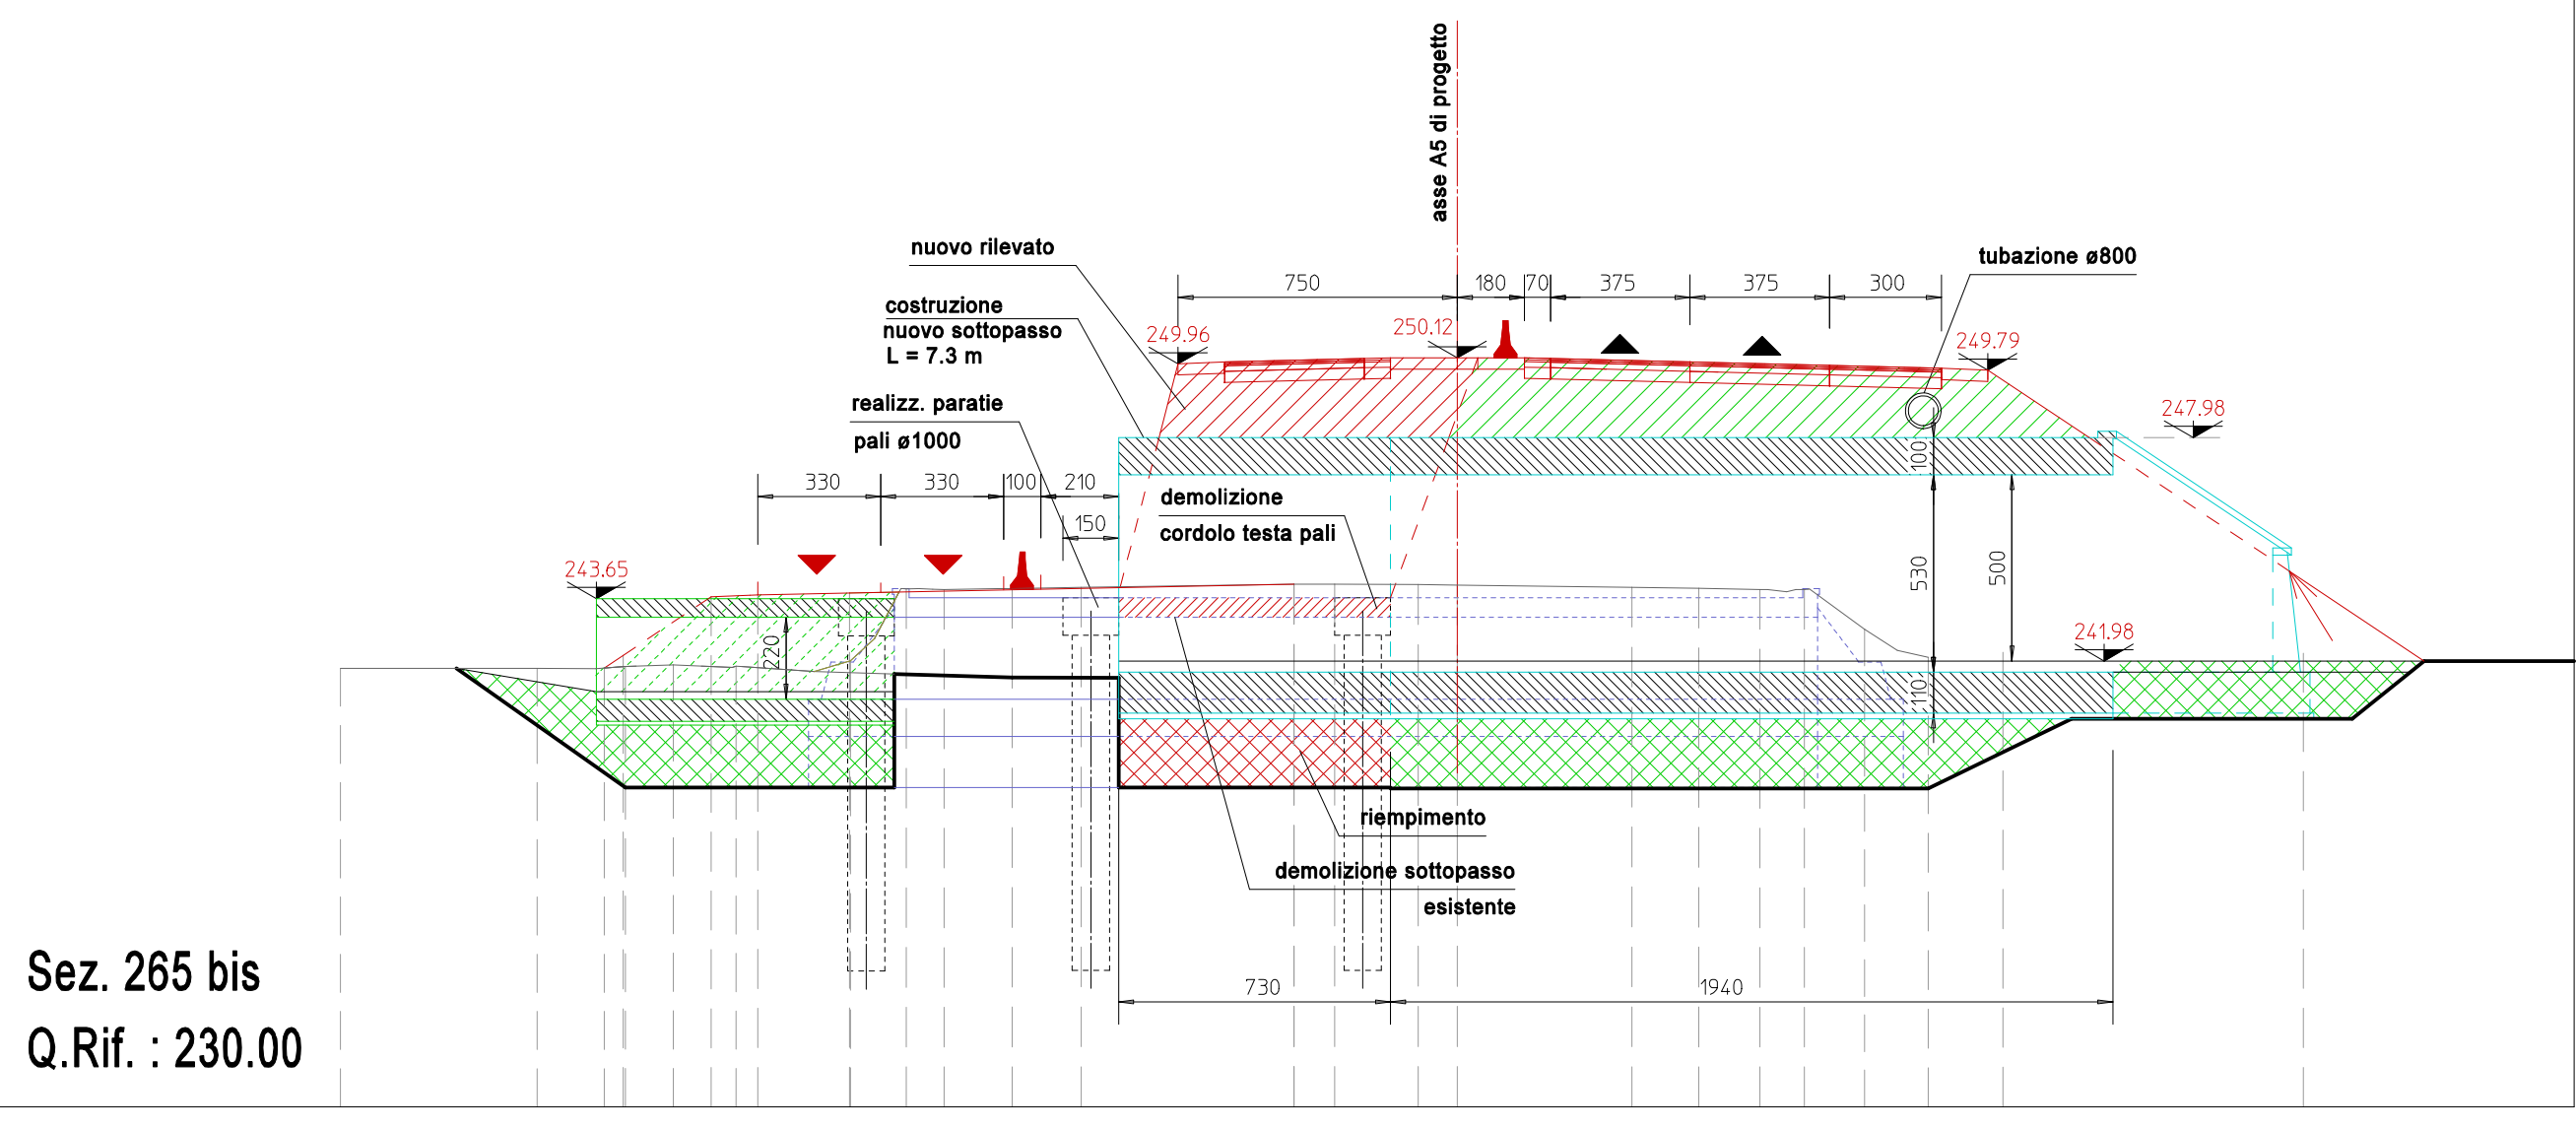 asse A5 di progetto
nuovo rilevato
tubazione ø800
750
180
70
375
375
300
costruzione
nuovo sottopasso
L = 7.3 m
249.96
250.12
249.79
realizz. paratie
pali ø1000
247.98
100
330
330
100
210
demolizione
cordolo testa pali
150
530
500
243.65
220
241.98
110
riempimento
demolizione sottopasso
esistente
730
1940
Sez. 265 bis
Q.Rif. : 230.00